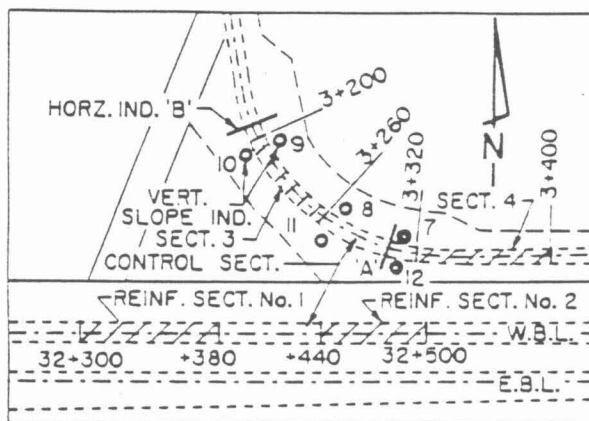 HORZ. IND. 'B'
3+200
9
10
3+260
3+320
N
3+400
VERT.
SLOPE IND.
SECT. 4
8
7
SECT. 3
11
CONTROL SECT.
A
12
REINF. SECT. No. 1
REINF. SECT. No. 2
W.B.L.
32+300
+380
+440
32+500
E.B.L.